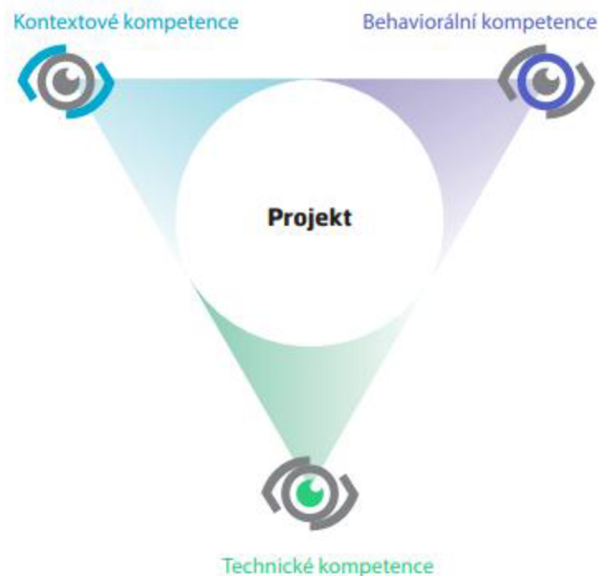 Kontextové kompetence
Behaviorální kompetence
Projekt
Technické kompetence